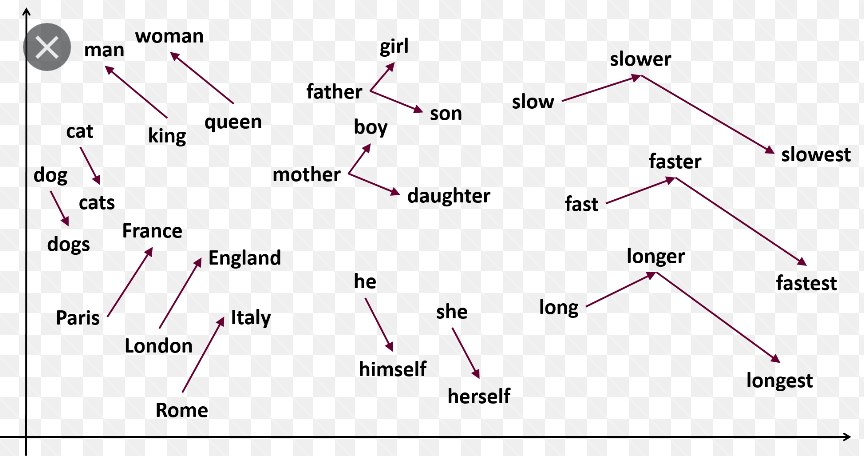 man
woman
king
queen
cat
cats
dog
dogs
France
Paris
England
London
Italy
Rome
girl
father
son
boy
mother
daughter
he
himself
she
herself
slower
slow
slowest
faster
fast
fastest
longer
long
longest